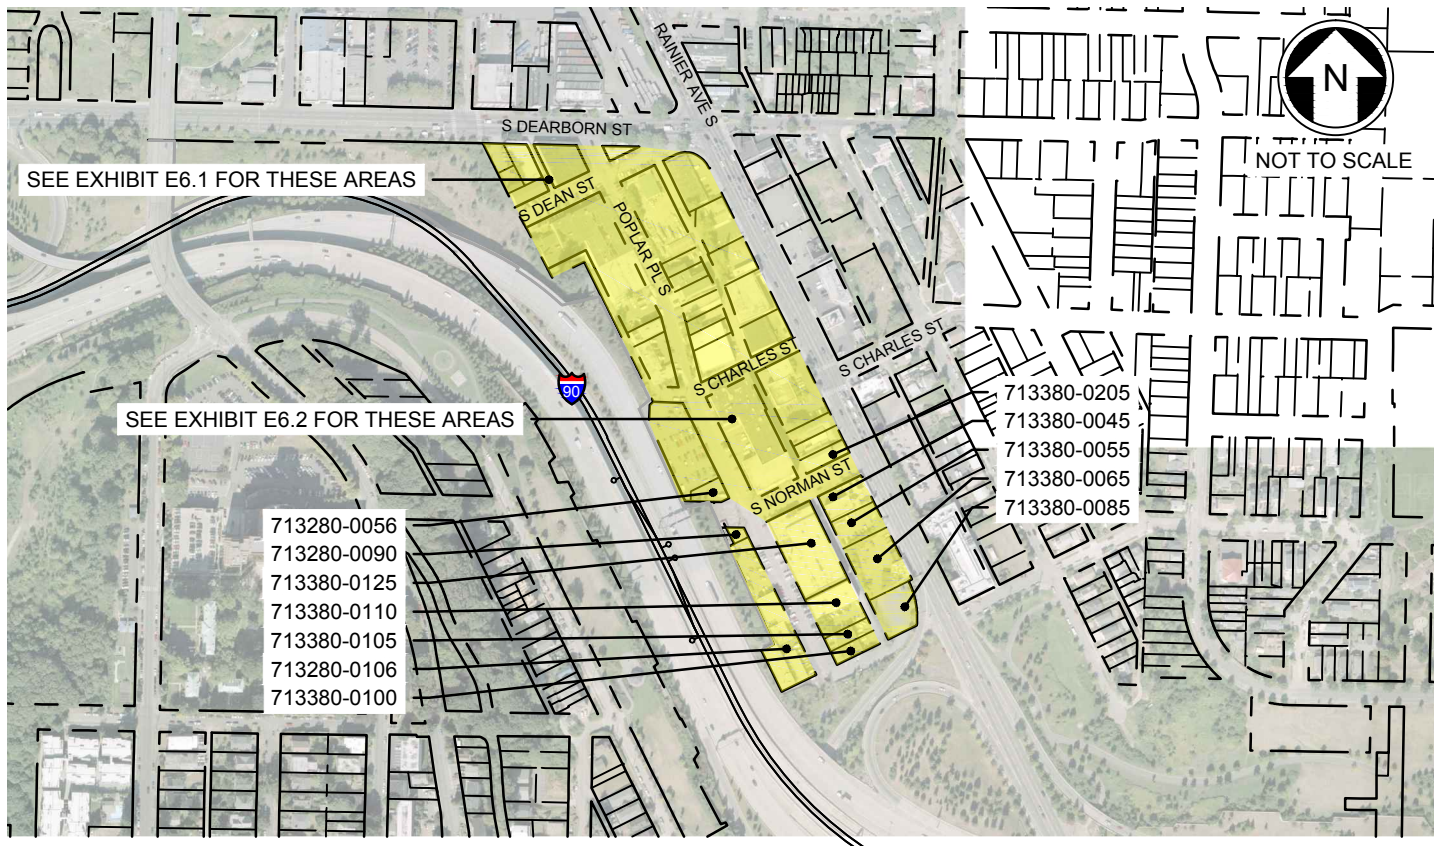 RAINIER AVE S
N
S DEARBORN ST
NOT TO SCALE
SEE EXHIBIT E6.1 FOR THESE AREAS
S DEAN ST
POPLAR PL S
S CHARLES ST
S CHARLES ST
90
SEE EXHIBIT E6.2 FOR THESE AREAS
S NORMAN ST
713380-0205
713380-0045
713380-0055
713380-0065
713380-0085
713280-0056
713280-0090
713380-0125
713380-0110
713380-0105
713280-0106
713380-0100